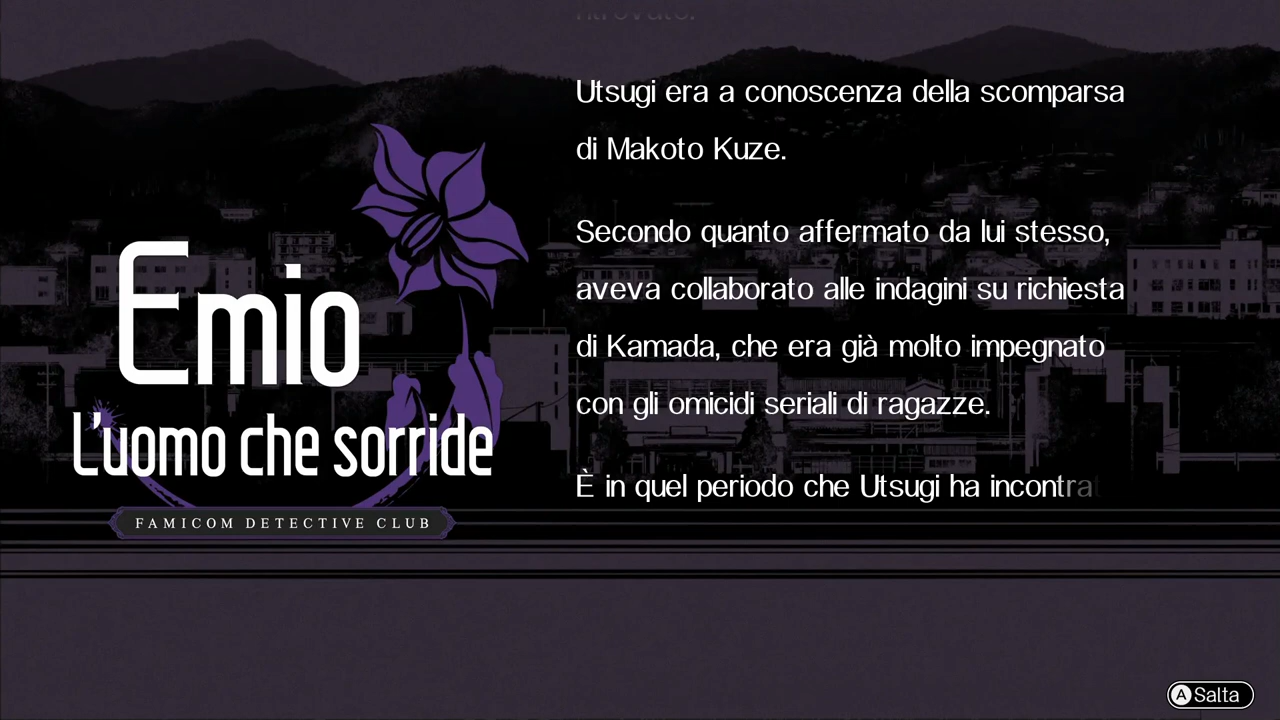 Utsugi era a conoscenza della scomparsa
di Makoto Kuze.
Secondo quanto affermato da lui stesso,
aveva collaborato alle indagini su richiesta
di Kamada, che era già molto impegnato
con gli omicidi seriali di ragazze.
È in quel periodo che Utsugi ha
Emio
L'uomo che sorride
FAMICOM DETECTIVE CLUB
A Salta